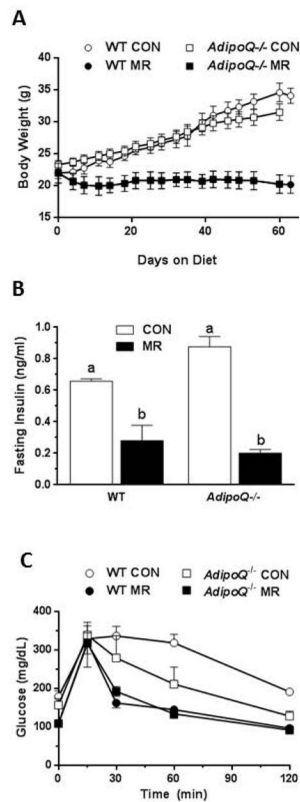 A
WT CON AdipoQ-/- CON
WT MR AdipoQ-/- MR
Body Weight (g)
35
30
25
20
15
0 20 40 60
Days on Diet
B
CON
MR
Fasting Insulin (ng/ml)
1.0
0.8
0.6
0.4
0.2
0.0
a
b
a
b
WT AdipoQ-/-
C
WT CON AdipoQ-/- CON
WT MR AdipoQ-/- MR
Glucose (mg/dL)
400
300
200
100
0
0 30 60 90 120
Time (min)